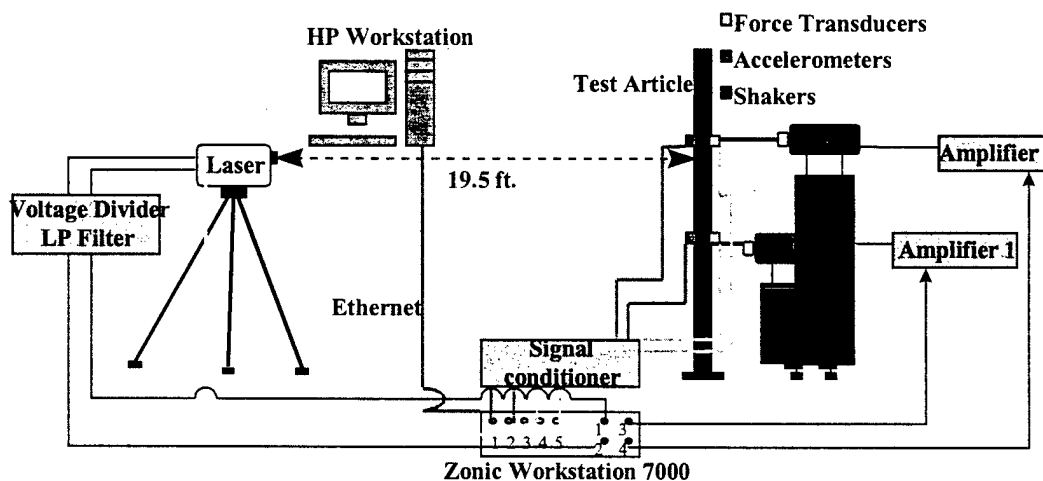 HP Workstation
Force Transducers
Accelerometers
Shakers
Test Article
Laser
19.5 ft.
Amplifier
Voltage Divider
LP Filter
Amplifier 1
Ethernet
Signal
conditioner
1 2 3 4 5
1 3
2 4
Zonic Workstation 7000